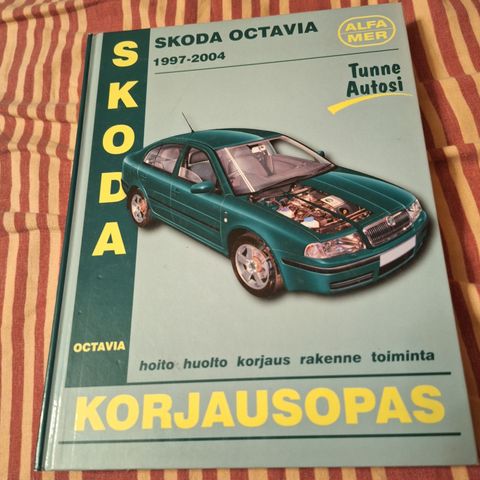 SKODA
SKODA OCTAVIA
1997-2004
ALFA
MER
Tunne
Autosi
OCTAVIA
hoito huolto korjaus rakenne toiminta
KORJAUSOPAS